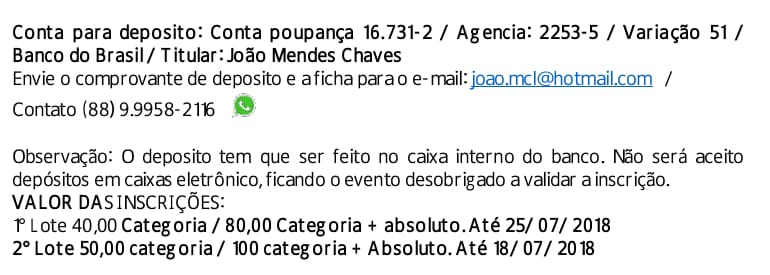 Conta para deposito: Conta poupança 16.731-2 / Agencia: 2253-5 / Variação 51 /
Banco do Brasil / Titular: João Mendes Chaves
Envie o comprovante de deposito e a ficha para o e-mail: joao.mcl@hotmail.com /
Contato (88) 9.9958-2116
Observação: O deposito tem que ser feito no caixa interno do banco. Não será aceito
depósitos em caixas eletrônico, ficando o evento desobrigado a validar a inscrição.
VALOR DAS INSCRIÇÕES:
1º Lote 40,00 Categoria / 80,00 Categoria + absoluto. Até 25/07/2018
2º Lote 50,00 categoria / 100 categoria + Absoluto. Até 18/07/2018